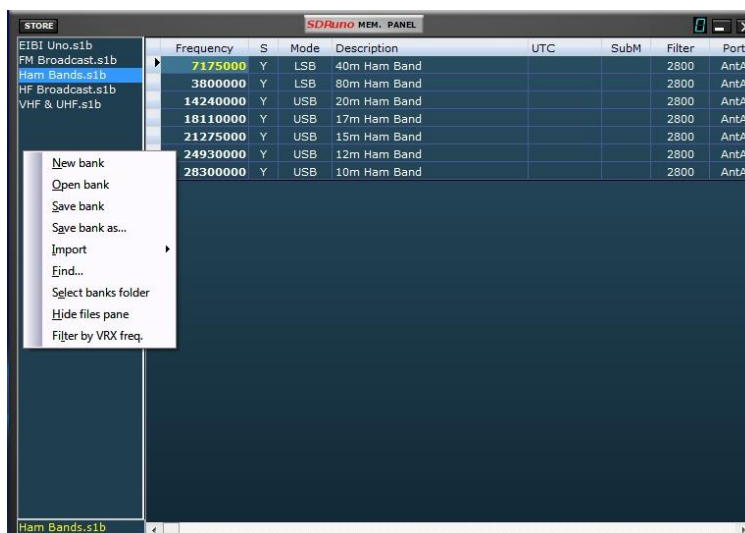 STORE SDRuno MEM. PANEL 0
EIBI Uno.s1b
FM Broadcast.s1b
Ham Bands.s1b
HF Broadcast.s1b
VHF & UHF.s1b
Frequency S Mode Description UTC SubM Filter Port
7175000 Y LSB 40m Ham Band 2800 AntA
3800000 Y LSB 80m Ham Band 2800 AntA
14240000 Y USB 20m Ham Band 2800 AntA
18110000 Y USB 17m Ham Band 2800 AntA
21275000 Y USB 15m Ham Band 2800 AntA
24930000 Y USB 12m Ham Band 2800 AntA
28300000 Y USB 10m Ham Band 2800 AntA
New bank
Open bank
Save bank
Save bank as...
Import
Find...
Select banks folder
Hide files pane
Filter by VRX freq.
Ham Bands.s1b